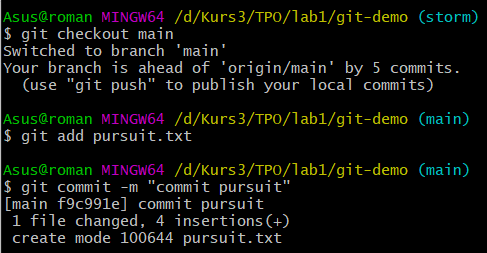 Asus@roman MINGW64 /d/Kurs3/TPO/lab1/git-demo (storm)
$ git checkout main
Switched to branch 'main'
Your branch is ahead of 'origin/main' by 5 commits.
  (use "git push" to publish your local commits)
Asus@roman MINGW64 /d/Kurs3/TPO/lab1/git-demo (main)
$ git add pursuit.txt
Asus@roman MINGW64 /d/Kurs3/TPO/lab1/git-demo (main)
$ git commit -m "commit pursuit"
[main f9c991e] commit pursuit
 1 file changed, 4 insertions(+)
 create mode 100644 pursuit.txt